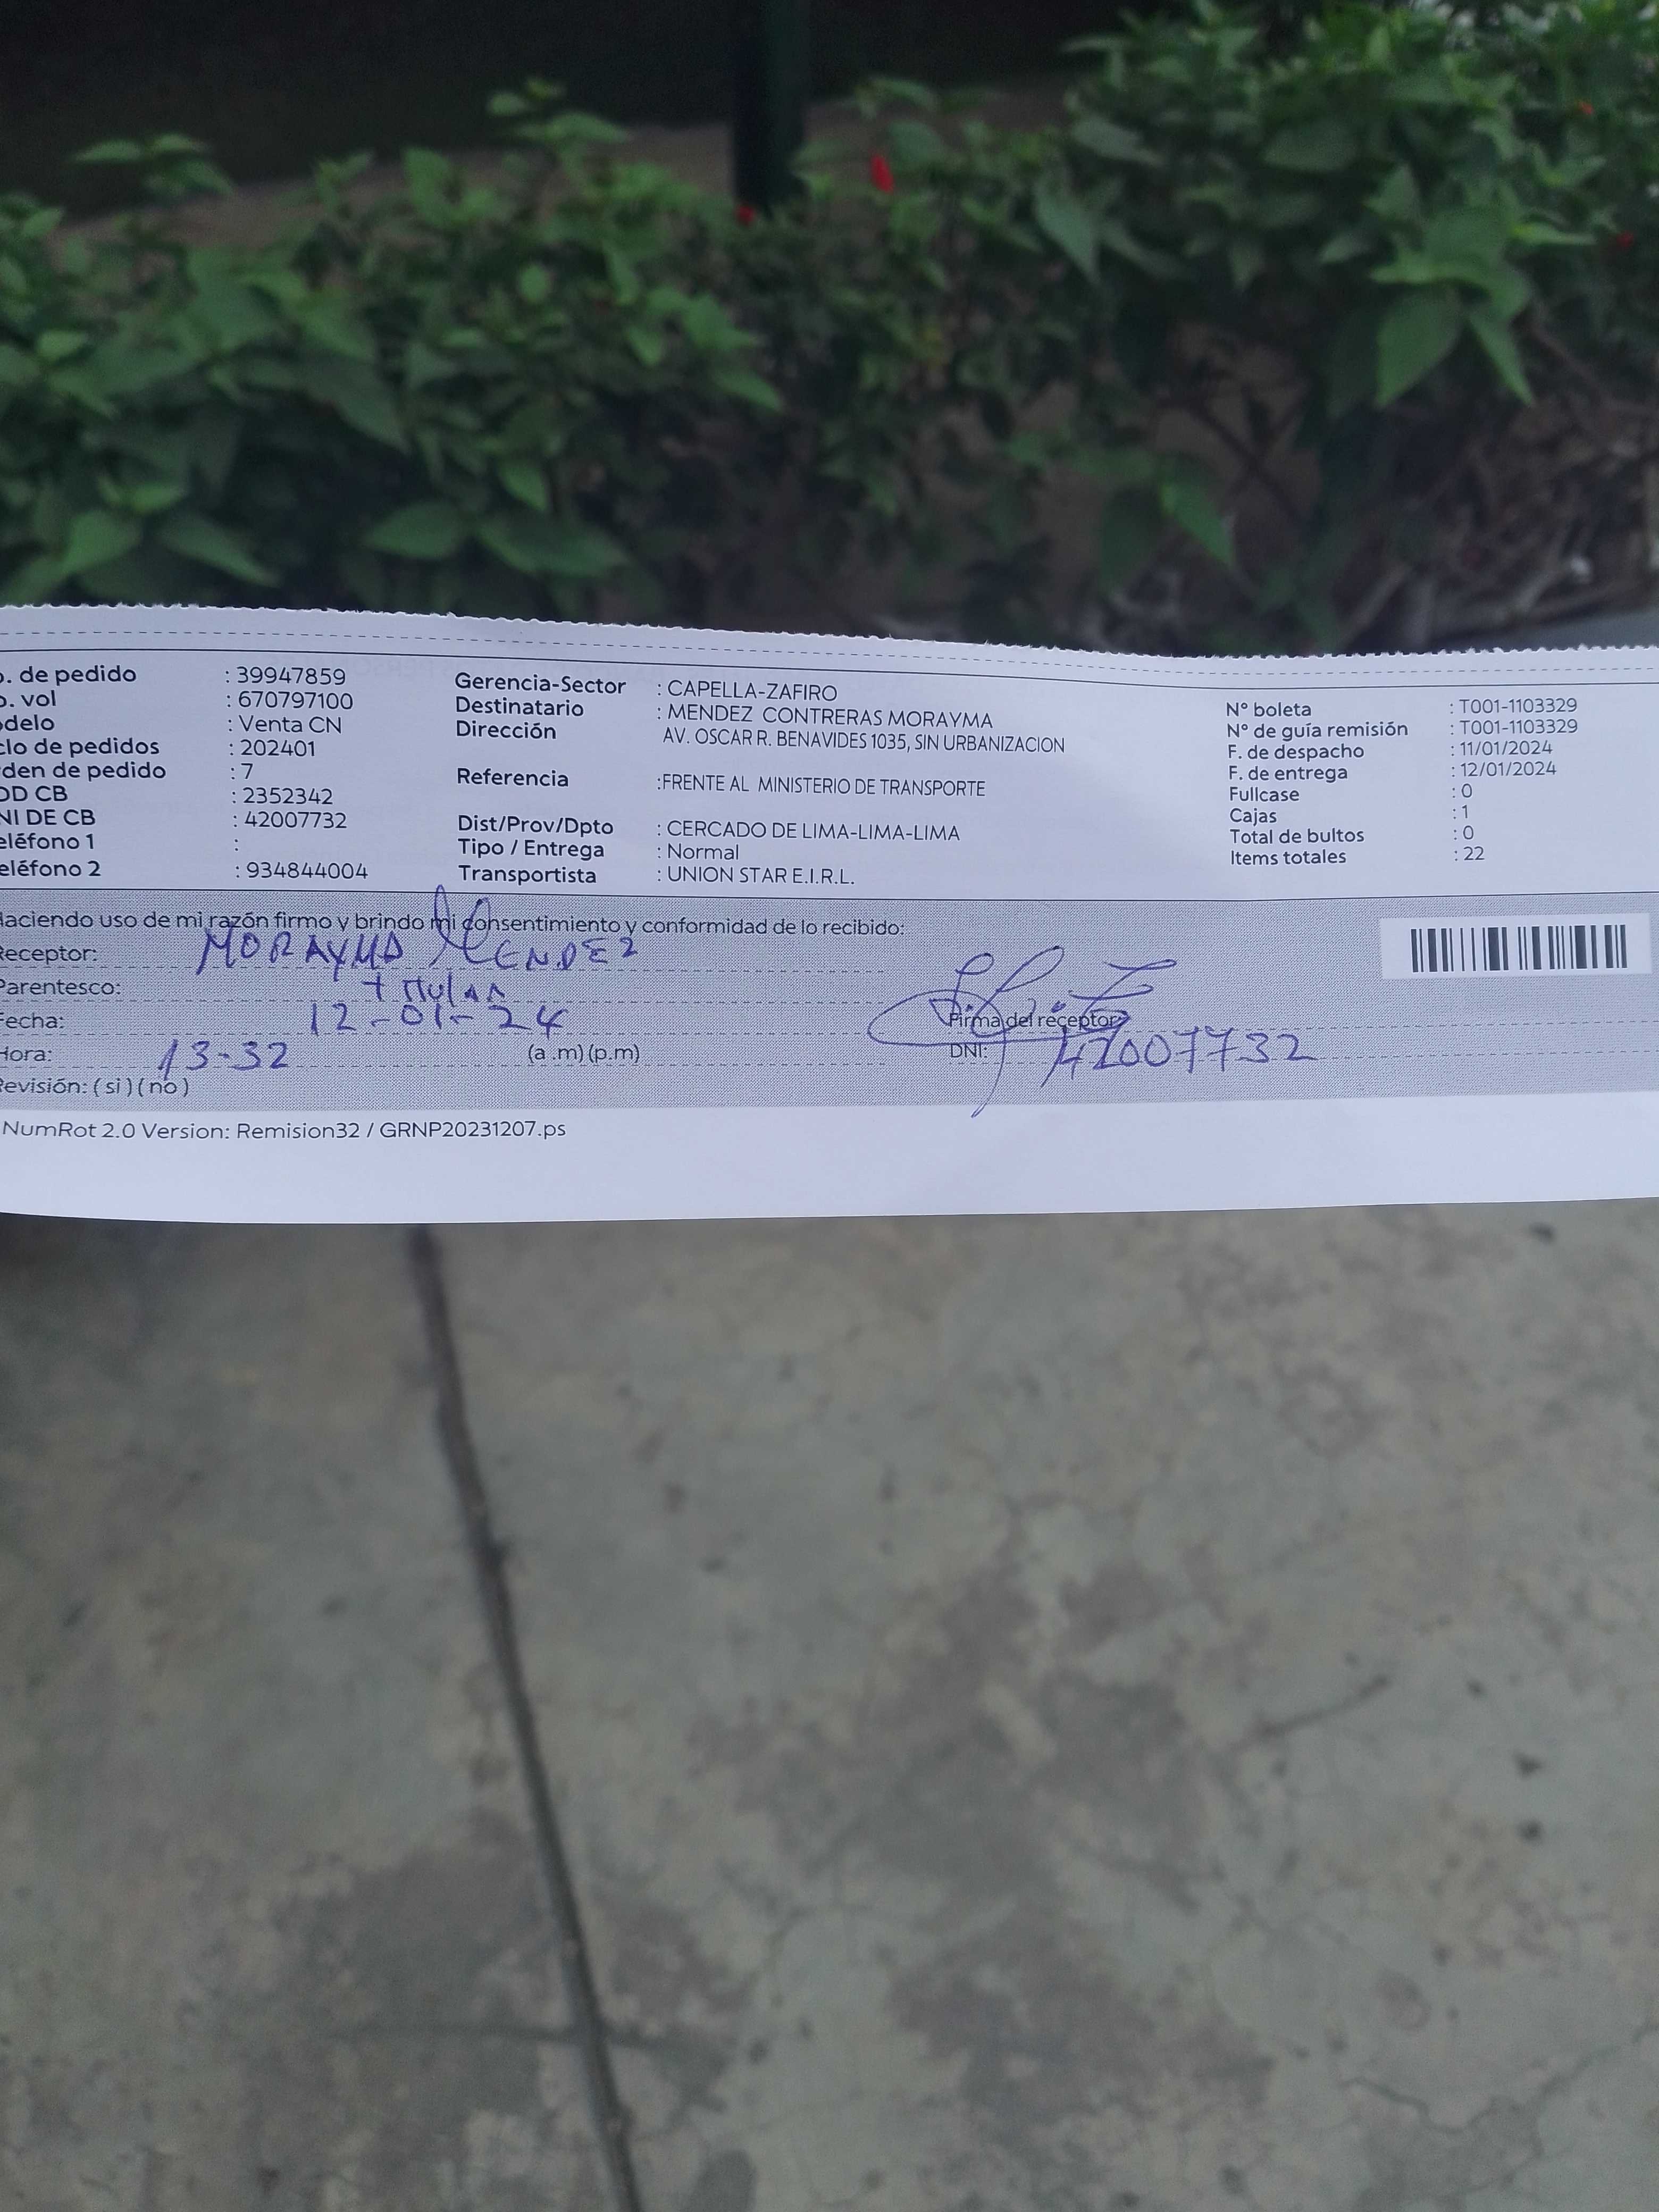 o. de pedido : 39947859
o. vol : 670797100
odelo : Venta CN
clo de pedidos : 202401
rden de pedido : 7
OD CB : 2352342
NI DE CB : 42007732
eléfono 1 :
eléfono 2 : 934844004
Gerencia-Sector : CAPELLA-ZAFIRO
Destinatario : MENDEZ CONTRERAS MORAYMA
Dirección AV. OSCAR R. BENAVIDES 1035, SIN URBANIZACION
Referencia :FRENTE AL MINISTERIO DE TRANSPORTE
Dist/Prov/Dpto : CERCADO DE LIMA-LIMA-LIMA
Tipo / Entrega : Normal
Transportista : UNION STAR E.I.R.L.
N° boleta : T001-1103329
N° de guía remisión : T001-1103329
F. de despacho : 11/01/2024
F. de entrega : 12/01/2024
Fullcase : 0
Cajas : 1
Total de bultos : 0
Items totales : 22
Haciendo uso de mi razón firmo y brindo mi consentimiento y conformidad de lo recibido:
Receptor: MORAYMA MENDEZ
Parentesco: titular
Fecha: 12-01-24
Hora: 13-32 (a .m) (p.m)
Revisión: ( si ) ( no )
Firma del receptor
DNI: 42007732
NumRot 2.0 Version: Remision32 / GRNP20231207.ps